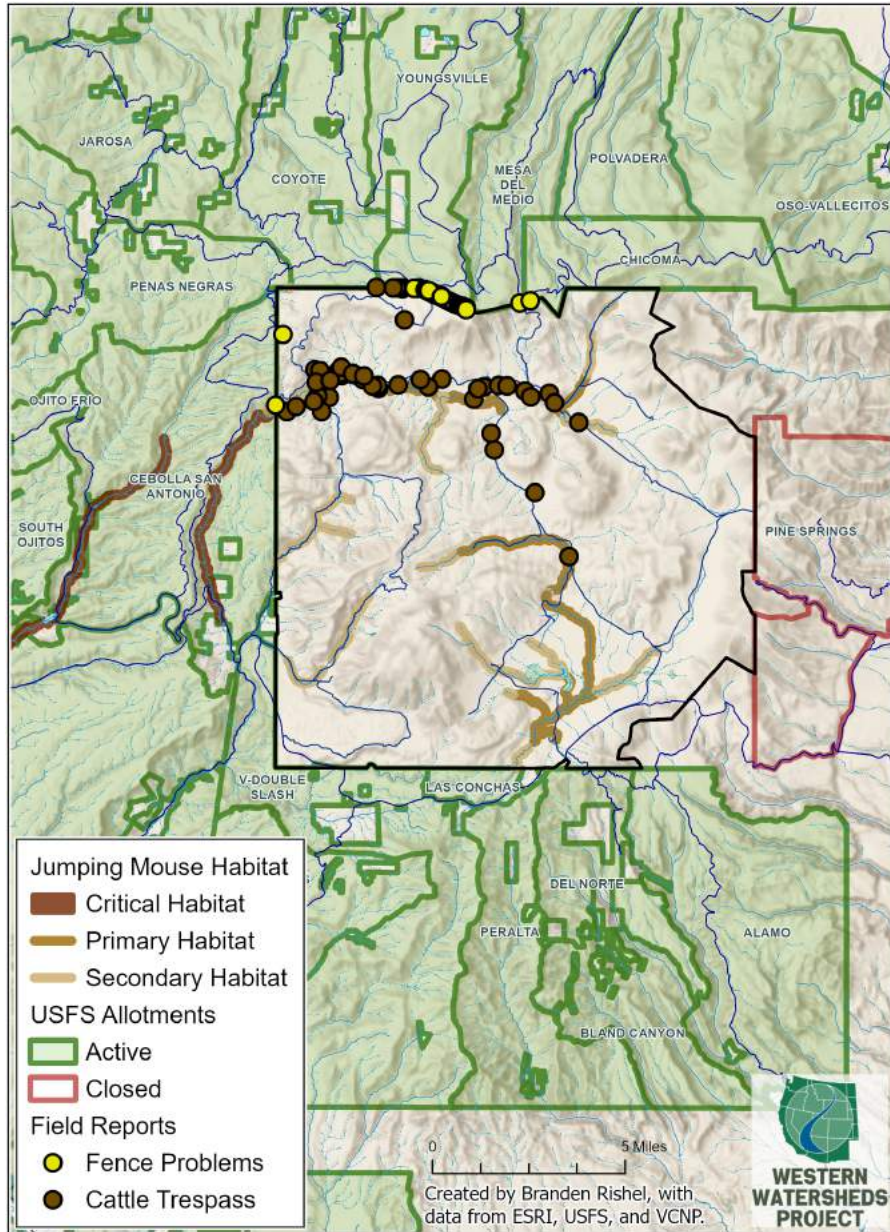 YOUNGSVILLE
JAROSA
COYOTE
MESA
DEL
MEDIO
POLVADERA
OSO-VALLECITOS
CHICOMA
PENAS NEGRAS
OJITO FRIO
CEBOLLA SAN
ANTONIO
SOUTH
OJITOS
PINE SPRINGS
V-DOUBLE
SLASH
LAS CONCHAS
DEL NORTE
PERALTA
ALAMO
BLAND CANYON
Jumping Mouse Habitat
Critical Habitat
Primary Habitat
Secondary Habitat
USFS Allotments
Active
Closed
Field Reports
Fence Problems
Cattle Trespass
0 5 Miles
Created by Branden Rishel, with
data from ESRI, USFS, and VCNP.
WESTERN
WATERSHEDS
PROJECT